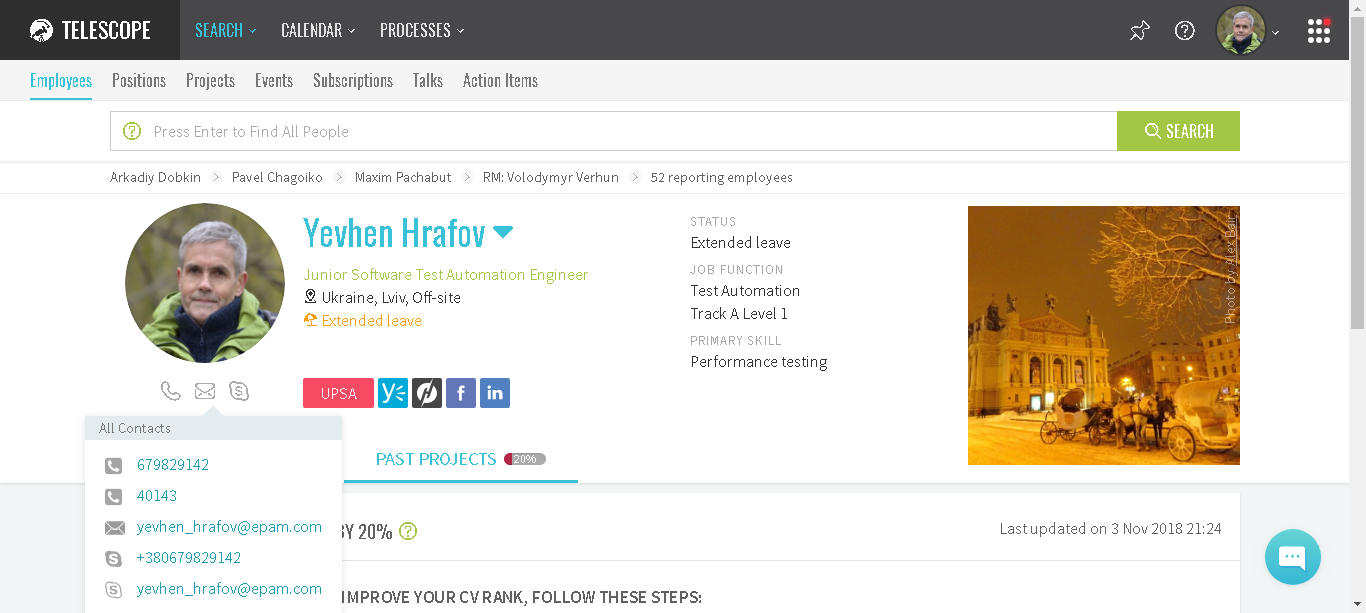 TELESCOPE
SEARCH CALENDAR PROCESSES
Employees Positions Projects Events Subscriptions Talks Action Items
Press Enter to Find All People
SEARCH
Arkadiy Dobkin > Pavel Chagoiko > Maxim Pachabut > RM: Volodymyr Verhun > 52 reporting employees
Yevhen Hrafov
Junior Software Test Automation Engineer
Ukraine, Lviv, Off-site
Extended leave
UPSA
STATUS
Extended leave
JOB FUNCTION
Test Automation
Track A Level 1
PRIMARY SKILL
Performance testing
Photo by Alex Bair
All Contacts
679829142
40143
yevhen_hrafov@epam.com
+380679829142
yevhen_hrafov@epam.com
PAST PROJECTS 20%
BY 20%
Last updated on 3 Nov 2018 21:24
IMPROVE YOUR CV RANK, FOLLOW THESE STEPS: